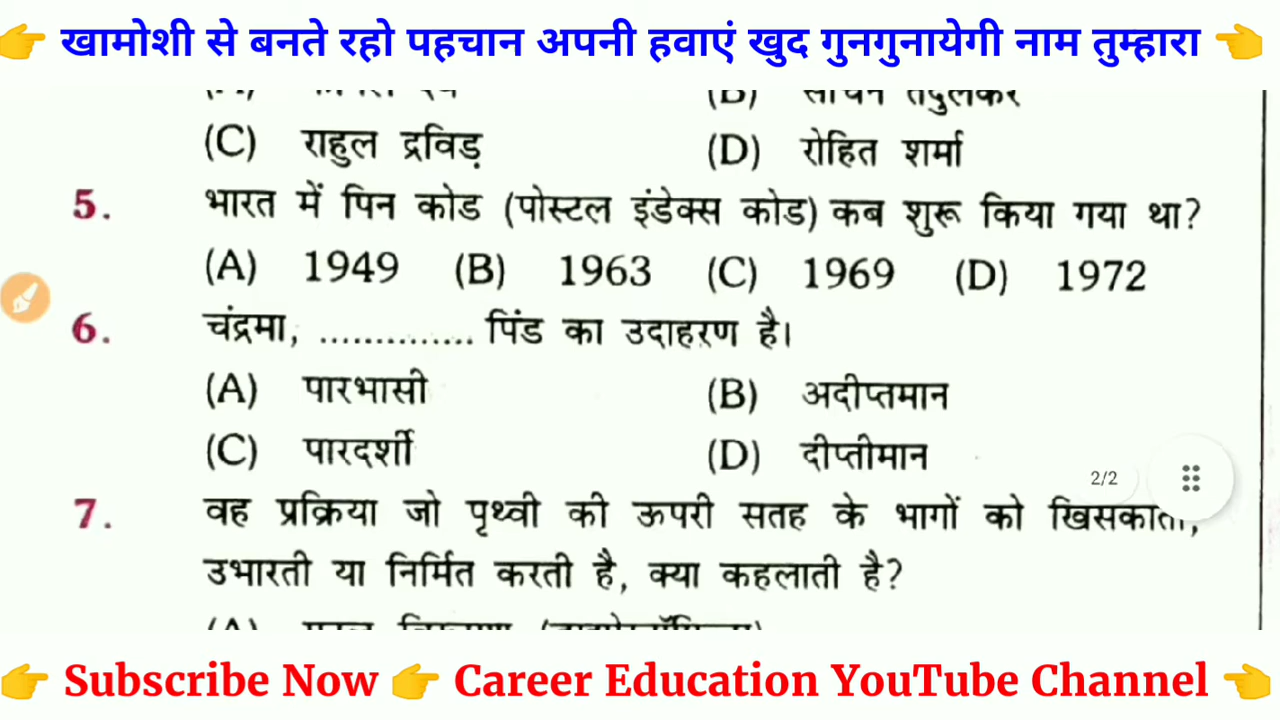 👉 खामोशी से बनते रहो पहचान अपनी हवाएं खुद गुनगुनायेगी नाम तुम्हारा 👈
(B) सचिन तेंदुलकर
(C) राहुल द्रविड़ (D) रोहित शर्मा
5. भारत में पिन कोड (पोस्टल इंडेक्स कोड) कब शुरू किया गया था?
(A) 1949 (B) 1963 (C) 1969 (D) 1972
6. चंद्रमा, .............. पिंड का उदाहरण है।
(A) पारभासी (B) अदीप्तमान
(C) पारदर्शी (D) दीप्तीमान
2/2
7. वह प्रक्रिया जो पृथ्वी की ऊपरी सतह के भागों को खिसकाती,
उभारती या निर्मित करती है, क्या कहलाती है?
👉 Subscribe Now 👉 Career Education YouTube Channel 👈